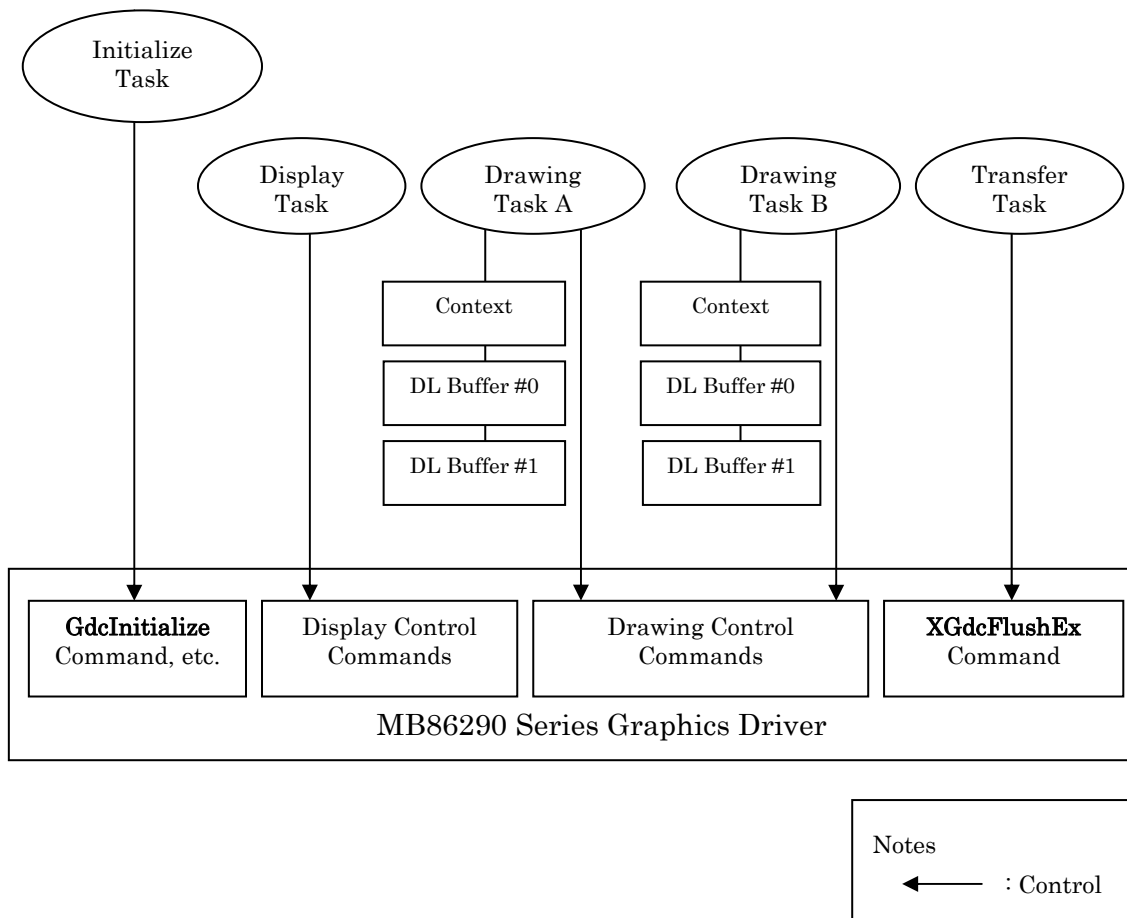 Initialize
Task
Display
Task
Drawing
Task A
Drawing
Task B
Transfer
Task
Context
DL Buffer #0
DL Buffer #1
Context
DL Buffer #0
DL Buffer #1
GdcInitialize
Command, etc.
Display Control
Commands
Drawing Control
Commands
XGdcFlushEx
Command
MB86290 Series Graphics Driver
Notes
: Control